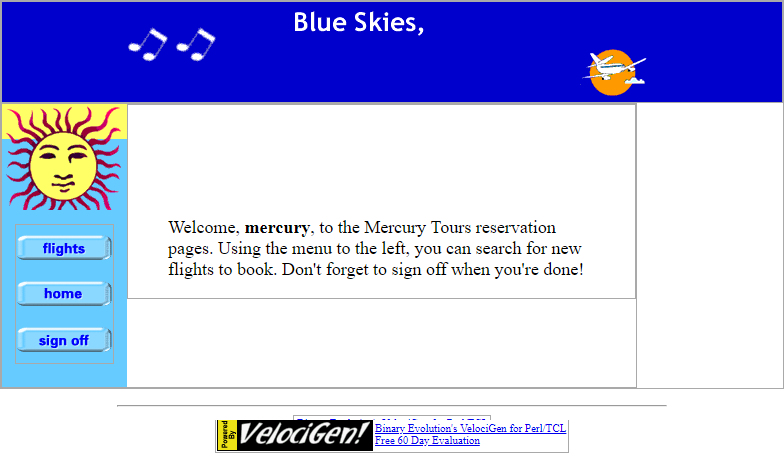 Blue Skies,
flights
home
sign off
Welcome, mercury, to the Mercury Tours reservation
pages. Using the menu to the left, you can search for new
flights to book. Don't forget to sign off when you're done!
Powered
By
VelociGen!
Binary Evolution's VelociGen for Perl/TCL
Free 60 Day Evaluation